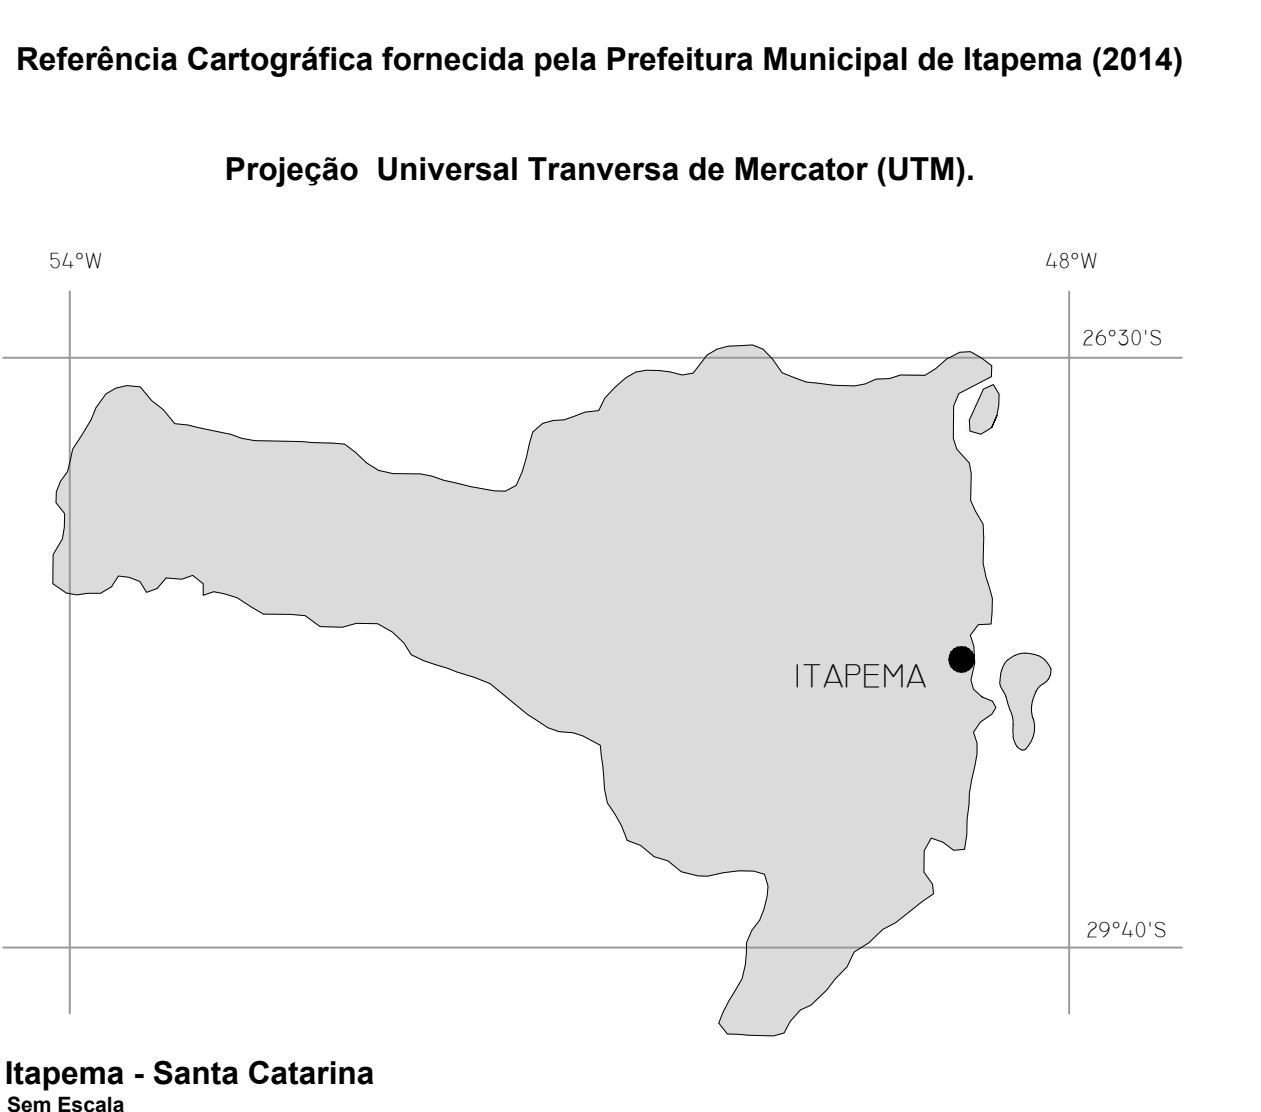 Referência Cartográfica fornecida pela Prefeitura Municipal de Itapema (2014)
Projeção Universal Tranversa de Mercator (UTM).
54°W
48°W
26°30'S
ITAPEMA
29°40'S
Itapema - Santa Catarina
Sem Escala